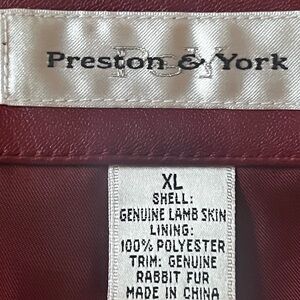 Preston & York
XL
SHELL:
GENUINE LAMB SKIN
LINING:
100% POLYESTER
TRIM: GENUINE
RABBIT FUR
MADE IN CHINA